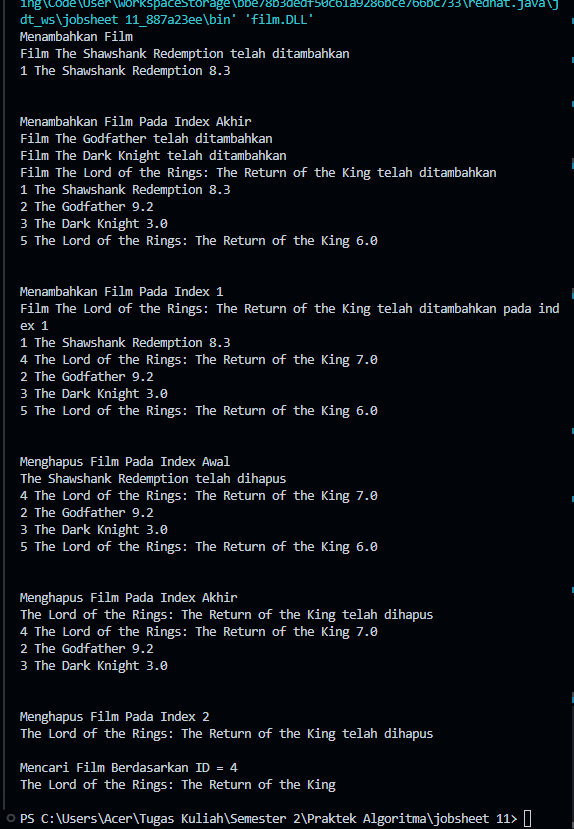 ing\Code\User\workspaceStorage\bbe78b3dedf50c61a9286bce766bc733\redhat.java\j
dt_ws\jobsheet 11_887a23ee\bin' 'film.DLL'
Menambahkan Film
Film The Shawshank Redemption telah ditambahkan
1 The Shawshank Redemption 8.3
Menambahkan Film Pada Index Akhir
Film The Godfather telah ditambahkan
Film The Dark Knight telah ditambahkan
Film The Lord of the Rings: The Return of the King telah ditambahkan
1 The Shawshank Redemption 8.3
2 The Godfather 9.2
3 The Dark Knight 3.0
5 The Lord of the Rings: The Return of the King 6.0
Menambahkan Film Pada Index 1
Film The Lord of the Rings: The Return of the King telah ditambahkan pada ind
ex 1
1 The Shawshank Redemption 8.3
4 The Lord of the Rings: The Return of the King 7.0
2 The Godfather 9.2
3 The Dark Knight 3.0
5 The Lord of the Rings: The Return of the King 6.0
Menghapus Film Pada Index Awal
The Shawshank Redemption telah dihapus
4 The Lord of the Rings: The Return of the King 7.0
2 The Godfather 9.2
3 The Dark Knight 3.0
5 The Lord of the Rings: The Return of the King 6.0
Menghapus Film Pada Index Akhir
The Lord of the Rings: The Return of the King telah dihapus
4 The Lord of the Rings: The Return of the King 7.0
2 The Godfather 9.2
3 The Dark Knight 3.0
Menghapus Film Pada Index 2
The Lord of the Rings: The Return of the King telah dihapus
Mencari Film Berdasarkan ID = 4
The Lord of the Rings: The Return of the King
PS C:\Users\Acer\Tugas Kuliah\Semester 2\Praktek Algoritma\jobsheet 11>